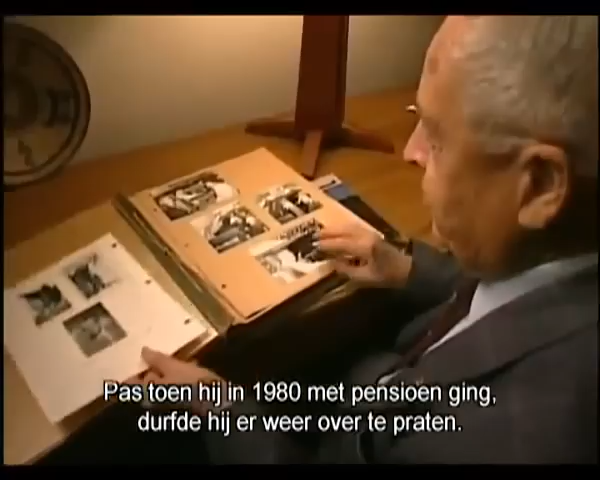 Pas toen hij in 1980 met pensioen ging,
durfde hij er weer over te praten.